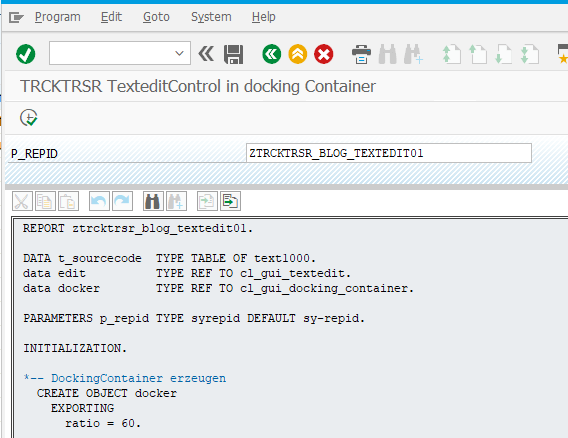 Program Edit Goto System Help
TRCKTRSR TexteditControl in docking Container
P_REPID ZTRCKTRSR_BLOG_TEXTEDIT01
REPORT ztrcktrsr_blog_textedit01.
DATA t_sourcecode TYPE TABLE OF text1000.
data edit TYPE REF TO cl_gui_textedit.
data docker TYPE REF TO cl_gui_docking_container.
PARAMETERS p_repid TYPE syrepid DEFAULT sy-repid.
INITIALIZATION.
*-- DockingContainer erzeugen
CREATE OBJECT docker
EXPORTING
ratio = 60.